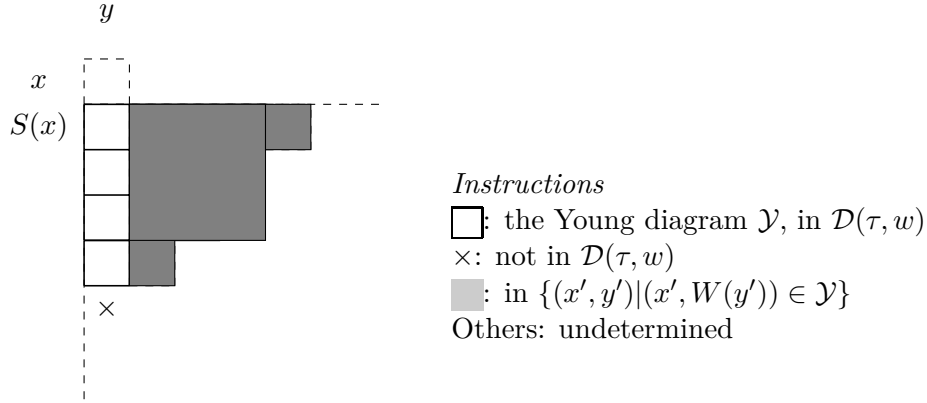 y
x
S(x)
×
Instructions
: the Young diagram 𝒴, in 𝒟(τ, w)
×: not in 𝒟(τ, w)
: in {(x′, y′)|(x′, W(y′)) ∈ 𝒴}
Others: undetermined